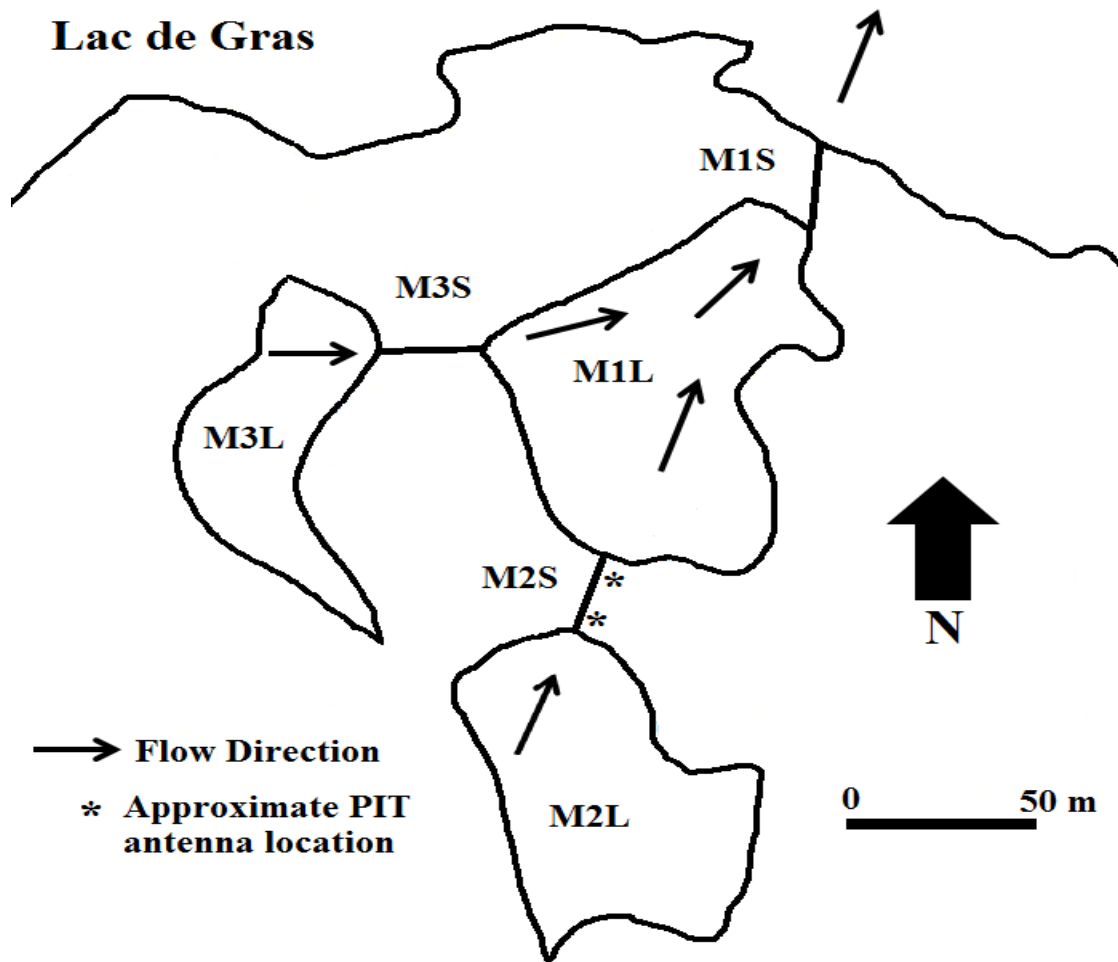 Lac de Gras
M1S
M3S
M1L
M3L
M2S
N
Flow Direction
* Approximate PIT
antenna location
M2L
0 50 m
*
*